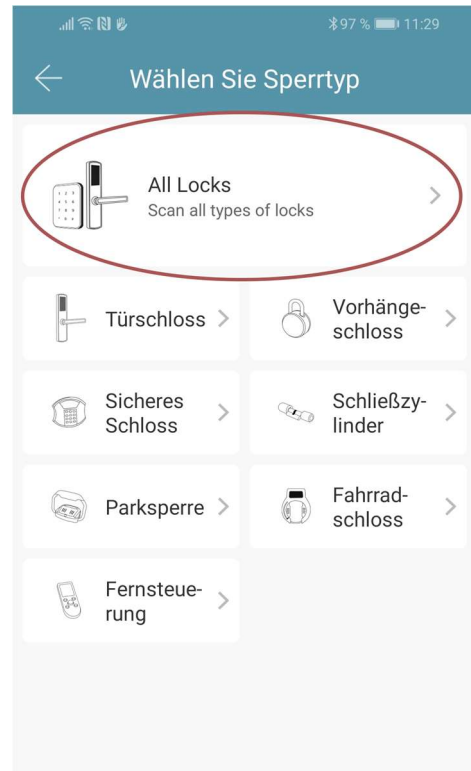 97 % 11:29
Wählen Sie Sperrtyp
All Locks
Scan all types of locks
Türschloss
Vorhänge-
schloss
Sicheres
Schloss
Schließzy-
linder
Parksperre
Fahrrad-
schloss
Fernsteue-
rung